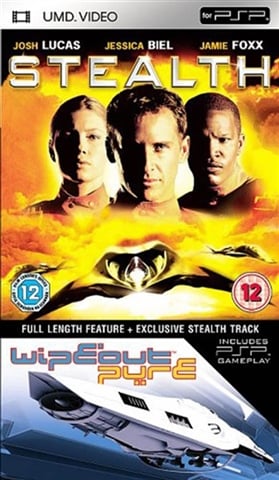 UMD. VIDEO for PSP
JOSH LUCAS JESSICA BIEL JAMIE FOXX
STEALTH
12 12
FULL LENGTH FEATURE + EXCLUSIVE STEALTH TRACK
wipEout purE
INCLUDES
PSP
GAMEPLAY